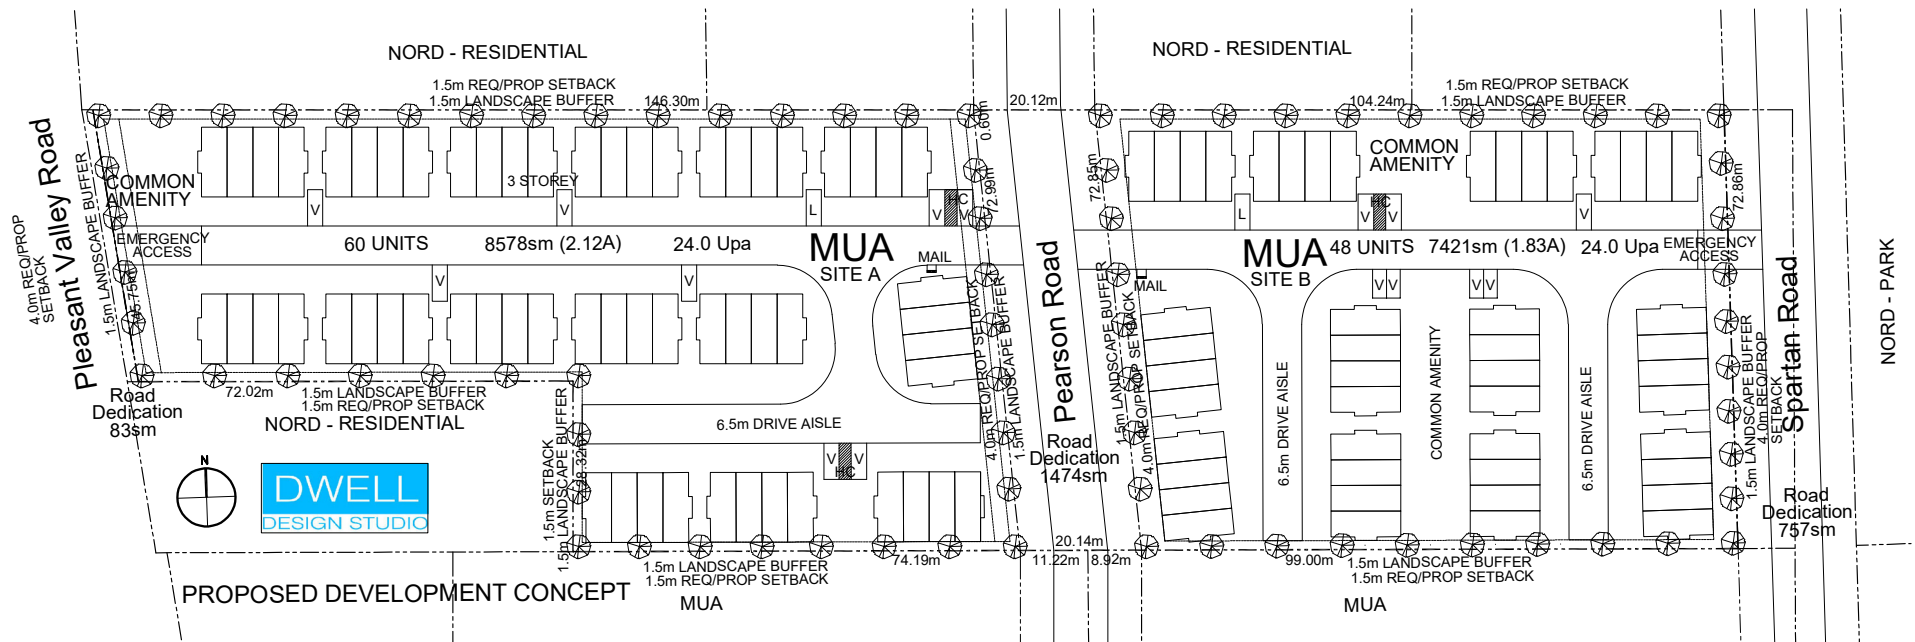 NORD - RESIDENTIAL
1.5m REQ/PROP SETBACK
1.5m LANDSCAPE BUFFER
146.30m
20.12m
0.60m
NORD - RESIDENTIAL
1.5m REQ/PROP SETBACK
104.24m
1.5m LANDSCAPE BUFFER
Pleasant Valley Road
4.0m REQ/PROP
SETBACK
1.5m LANDSCAPE BUFFER
COMMON
AMENITY
3 STOREY
V
V
L
V
HC
V
72.99m
EMERGENCY
ACCESS
60 UNITS
8578sm (2.12A)
24.0 Upa
MUA
SITE A
MAIL
V
V
4.0m REQ/PROP SETBACK
1.5m LANDSCAPE BUFFER
Pearson Road
72.85m
COMMON
AMENITY
L
V
HC
V
V
72.86m
MUA
SITE B
48 UNITS
7421sm (1.83A)
24.0 Upa
EMERGENCY
ACCESS
MAIL
V V
V V
1.5m LANDSCAPE BUFFER
4.0m REQ/PROP SETBACK
6.5m DRIVE AISLE
COMMON AMENITY
6.5m DRIVE AISLE
1.5m LANDSCAPE BUFFER
4.0m REQ/PROP
SETBACK
Spartan Road
NORD - PARK
Road
Dedication
83sm
72.02m
1.5m LANDSCAPE BUFFER
1.5m REQ/PROP SETBACK
NORD - RESIDENTIAL
1.5m SETBACK
1.5m LANDSCAPE BUFFER
6.5m DRIVE AISLE
V
HC
V
Road
Dedication
1474sm
Road
Dedication
757sm
N
DWELL
DESIGN STUDIO
1.5m LANDSCAPE BUFFER
1.5m REQ/PROP SETBACK
74.19m
20.14m
11.22m
8.92m
99.00m
1.5m LANDSCAPE BUFFER
1.5m REQ/PROP SETBACK
PROPOSED DEVELOPMENT CONCEPT
MUA
MUA